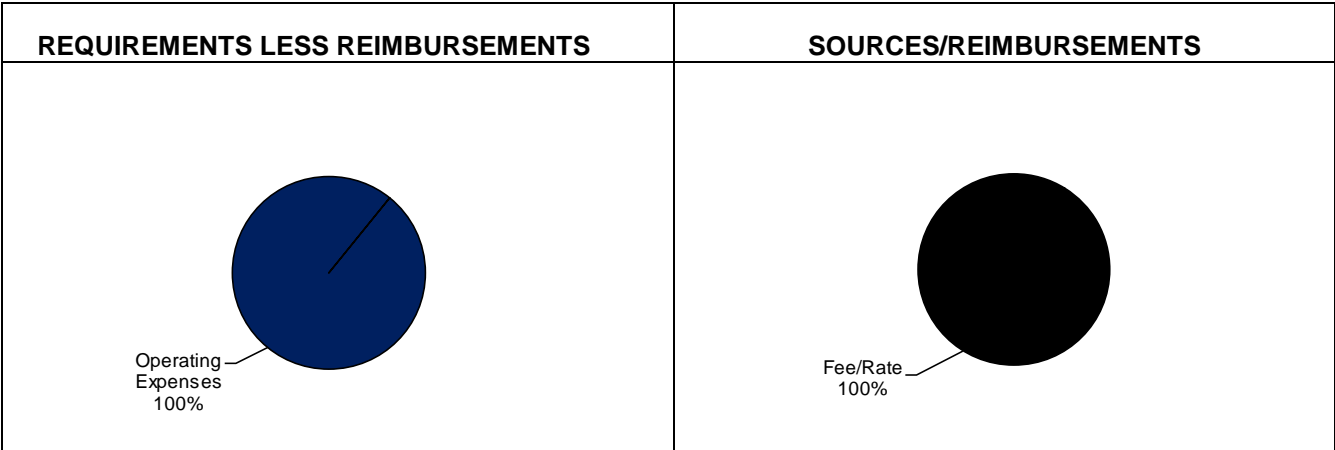 REQUIREMENTS LESS REIMBURSEMENTS
SOURCES/REIMBURSEMENTS
Operating
Expenses
100%
Fee/Rate
100%